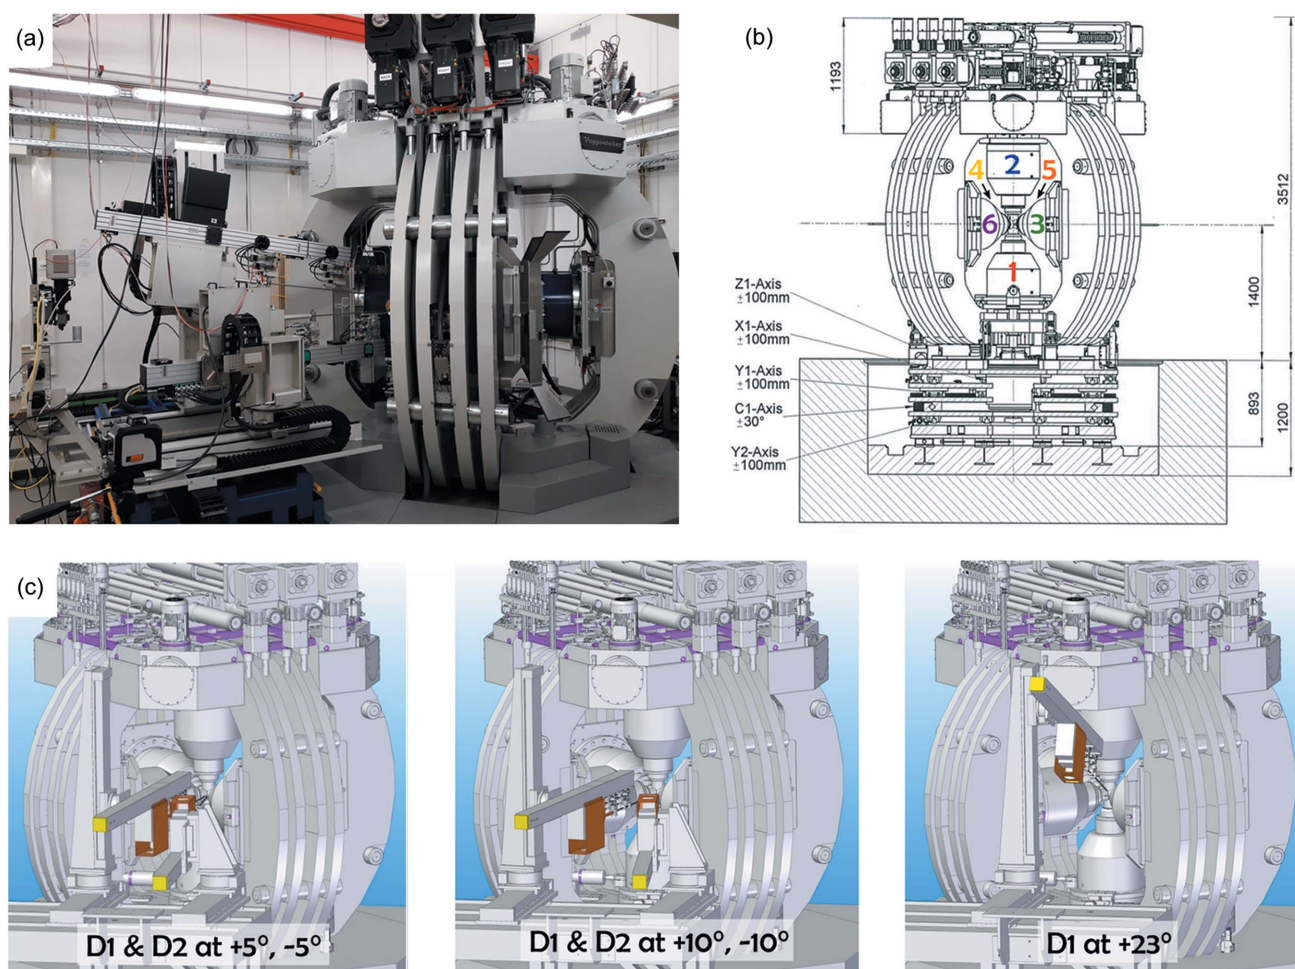 (a)
Voggenreiter
(b)
1193
3512
1400
893
1200
2
4
5
6
3
1
Z1-Axis
±100mm
X1-Axis
±100mm
Y1-Axis
±100mm
C1-Axis
±30°
Y2-Axis
±100mm
(c)
D1 & D2 at +5°, -5°
D1 & D2 at +10°, -10°
D1 at +23°